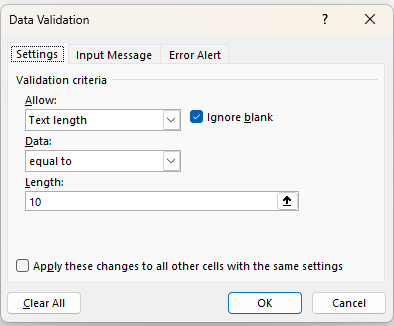 Data Validation ?
Settings Input Message Error Alert
Validation criteria
Allow:
Text length Ignore blank
Data:
equal to
Length:
10
Apply these changes to all other cells with the same settings
Clear All OK Cancel